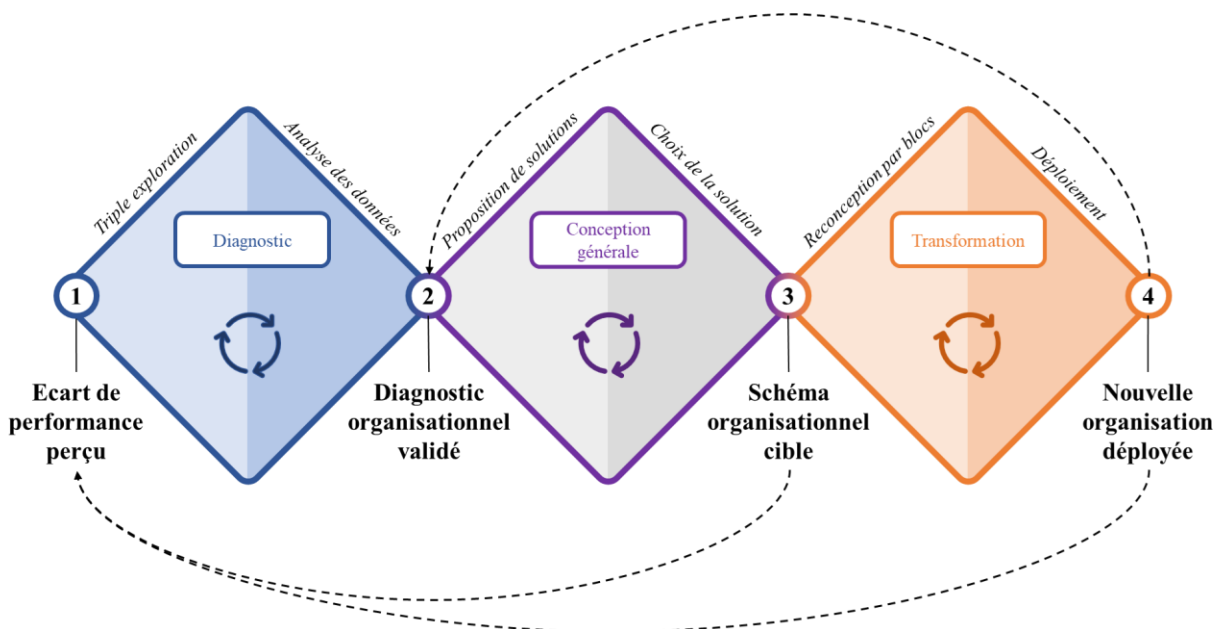 Triple exploration
Analyse des données
Proposition de solutions
Choix de la solution
Reconception par blocs
Déploiement
Diagnostic
Conception
générale
Transformation
1
2
3
4
Ecart de
performance
perçu
Diagnostic
organisationnel
validé
Schéma
organisationnel
cible
Nouvelle
organisation
déployée